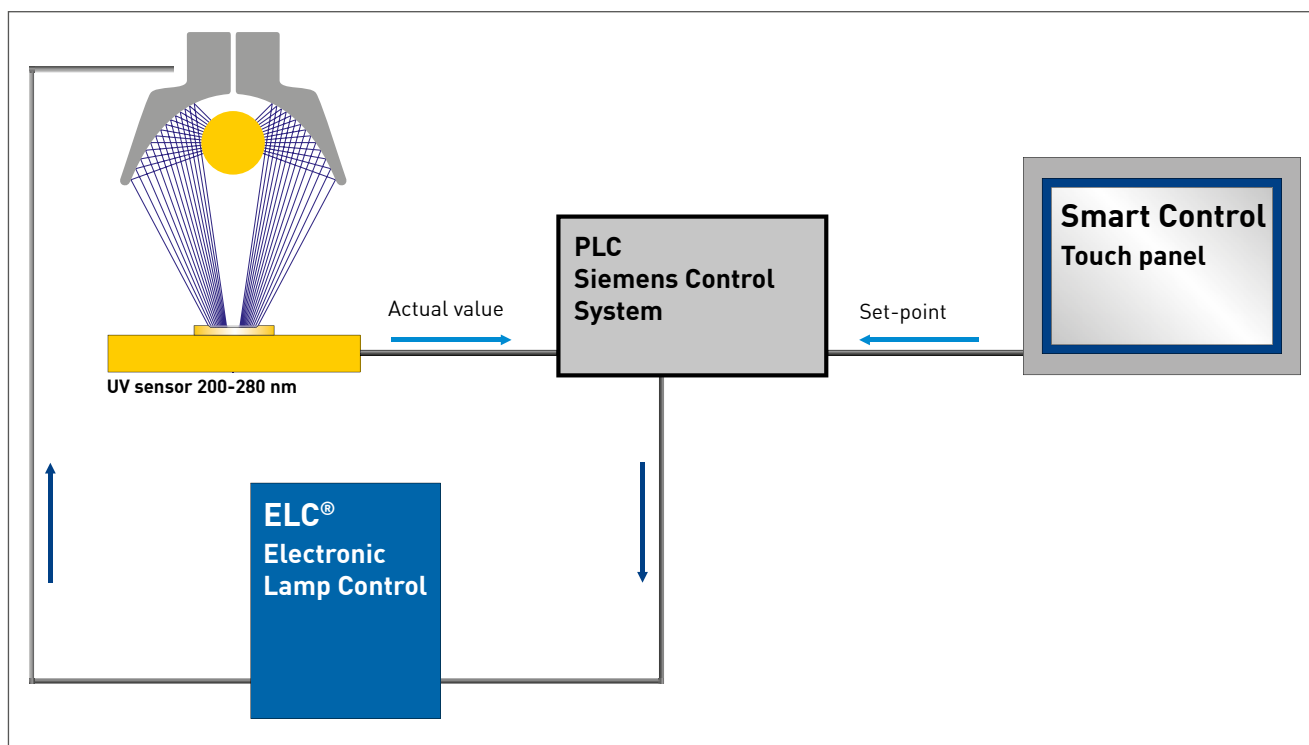 Smart Control
Touch panel
PLC
Siemens Control
System
Actual value
Set-point
UV sensor 200-280 nm
ELC®
Electronic
Lamp Control